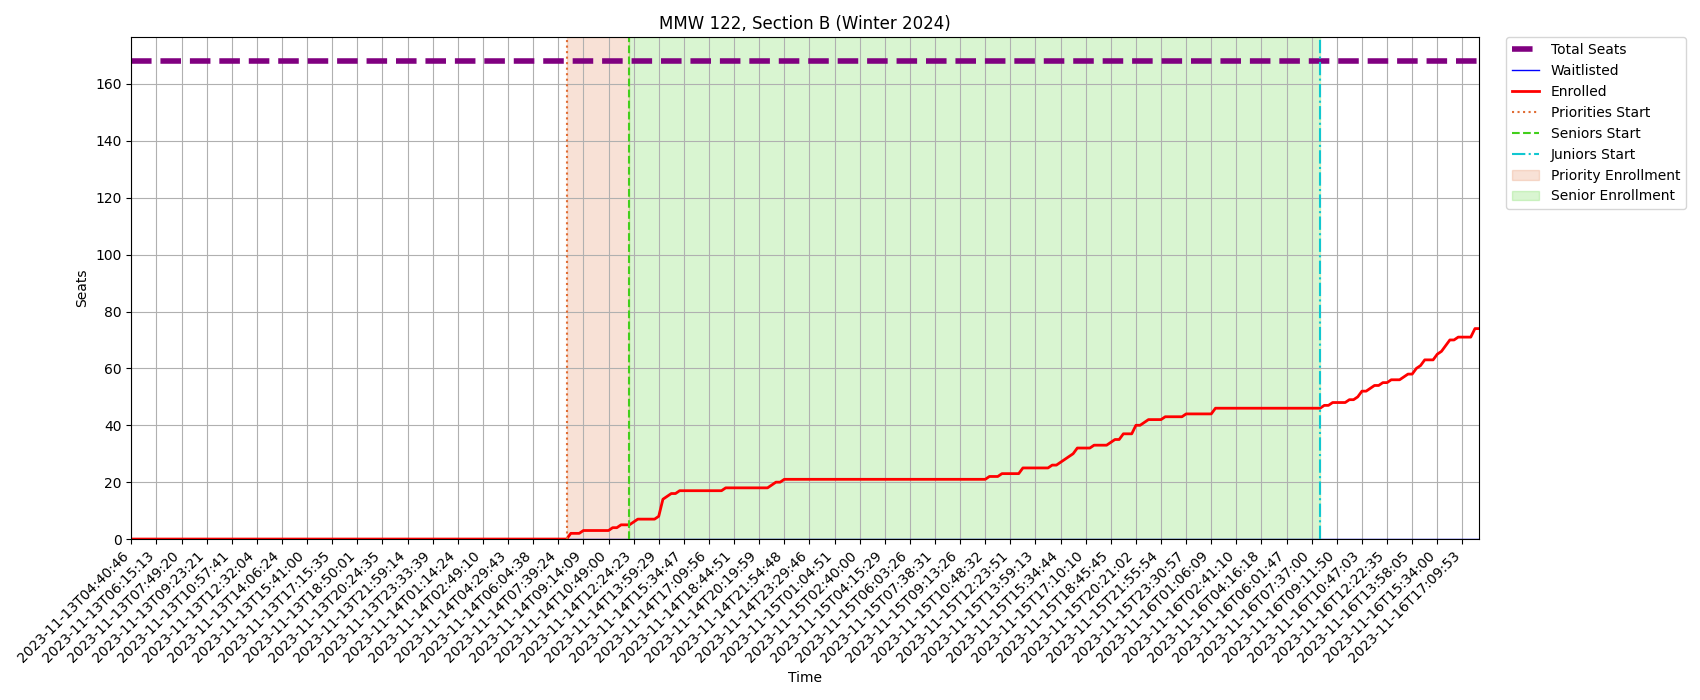 MMW 122, Section B (Winter 2024)
Total Seats
Waitlisted
Enrolled
Priorities Start
Seniors Start
Juniors Start
Priority Enrollment
Senior Enrollment
Seats
160
140
120
100
80
60
40
20
0
2023-11-13T04:40:46
2023-11-13T06:15:13
2023-11-13T07:49:20
2023-11-13T09:23:21
2023-11-13T10:57:41
2023-11-13T12:32:04
2023-11-13T14:06:24
2023-11-13T15:41:00
2023-11-13T17:15:35
2023-11-13T18:50:01
2023-11-13T20:24:35
2023-11-13T21:59:14
2023-11-13T23:33:39
2023-11-14T01:14:24
2023-11-14T02:49:10
2023-11-14T04:29:43
2023-11-14T06:04:38
2023-11-14T07:39:24
2023-11-14T09:14:09
2023-11-14T10:49:00
2023-11-14T12:24:23
2023-11-14T13:59:29
2023-11-14T15:34:47
2023-11-14T17:09:56
2023-11-14T18:44:51
2023-11-14T20:19:59
2023-11-14T21:54:48
2023-11-14T23:29:46
2023-11-15T01:04:51
2023-11-15T02:40:00
2023-11-15T04:15:29
2023-11-15T06:03:26
2023-11-15T07:38:31
2023-11-15T09:13:26
2023-11-15T10:48:32
2023-11-15T12:23:51
2023-11-15T13:59:13
2023-11-15T15:34:44
2023-11-15T17:10:10
2023-11-15T18:45:45
2023-11-15T20:21:02
2023-11-15T21:55:54
2023-11-15T23:30:57
2023-11-16T01:06:09
2023-11-16T02:41:10
2023-11-16T04:16:18
2023-11-16T06:01:47
2023-11-16T07:37:00
2023-11-16T09:11:50
2023-11-16T10:47:03
2023-11-16T12:22:35
2023-11-16T13:58:05
2023-11-16T15:34:00
2023-11-16T17:09:53
Time